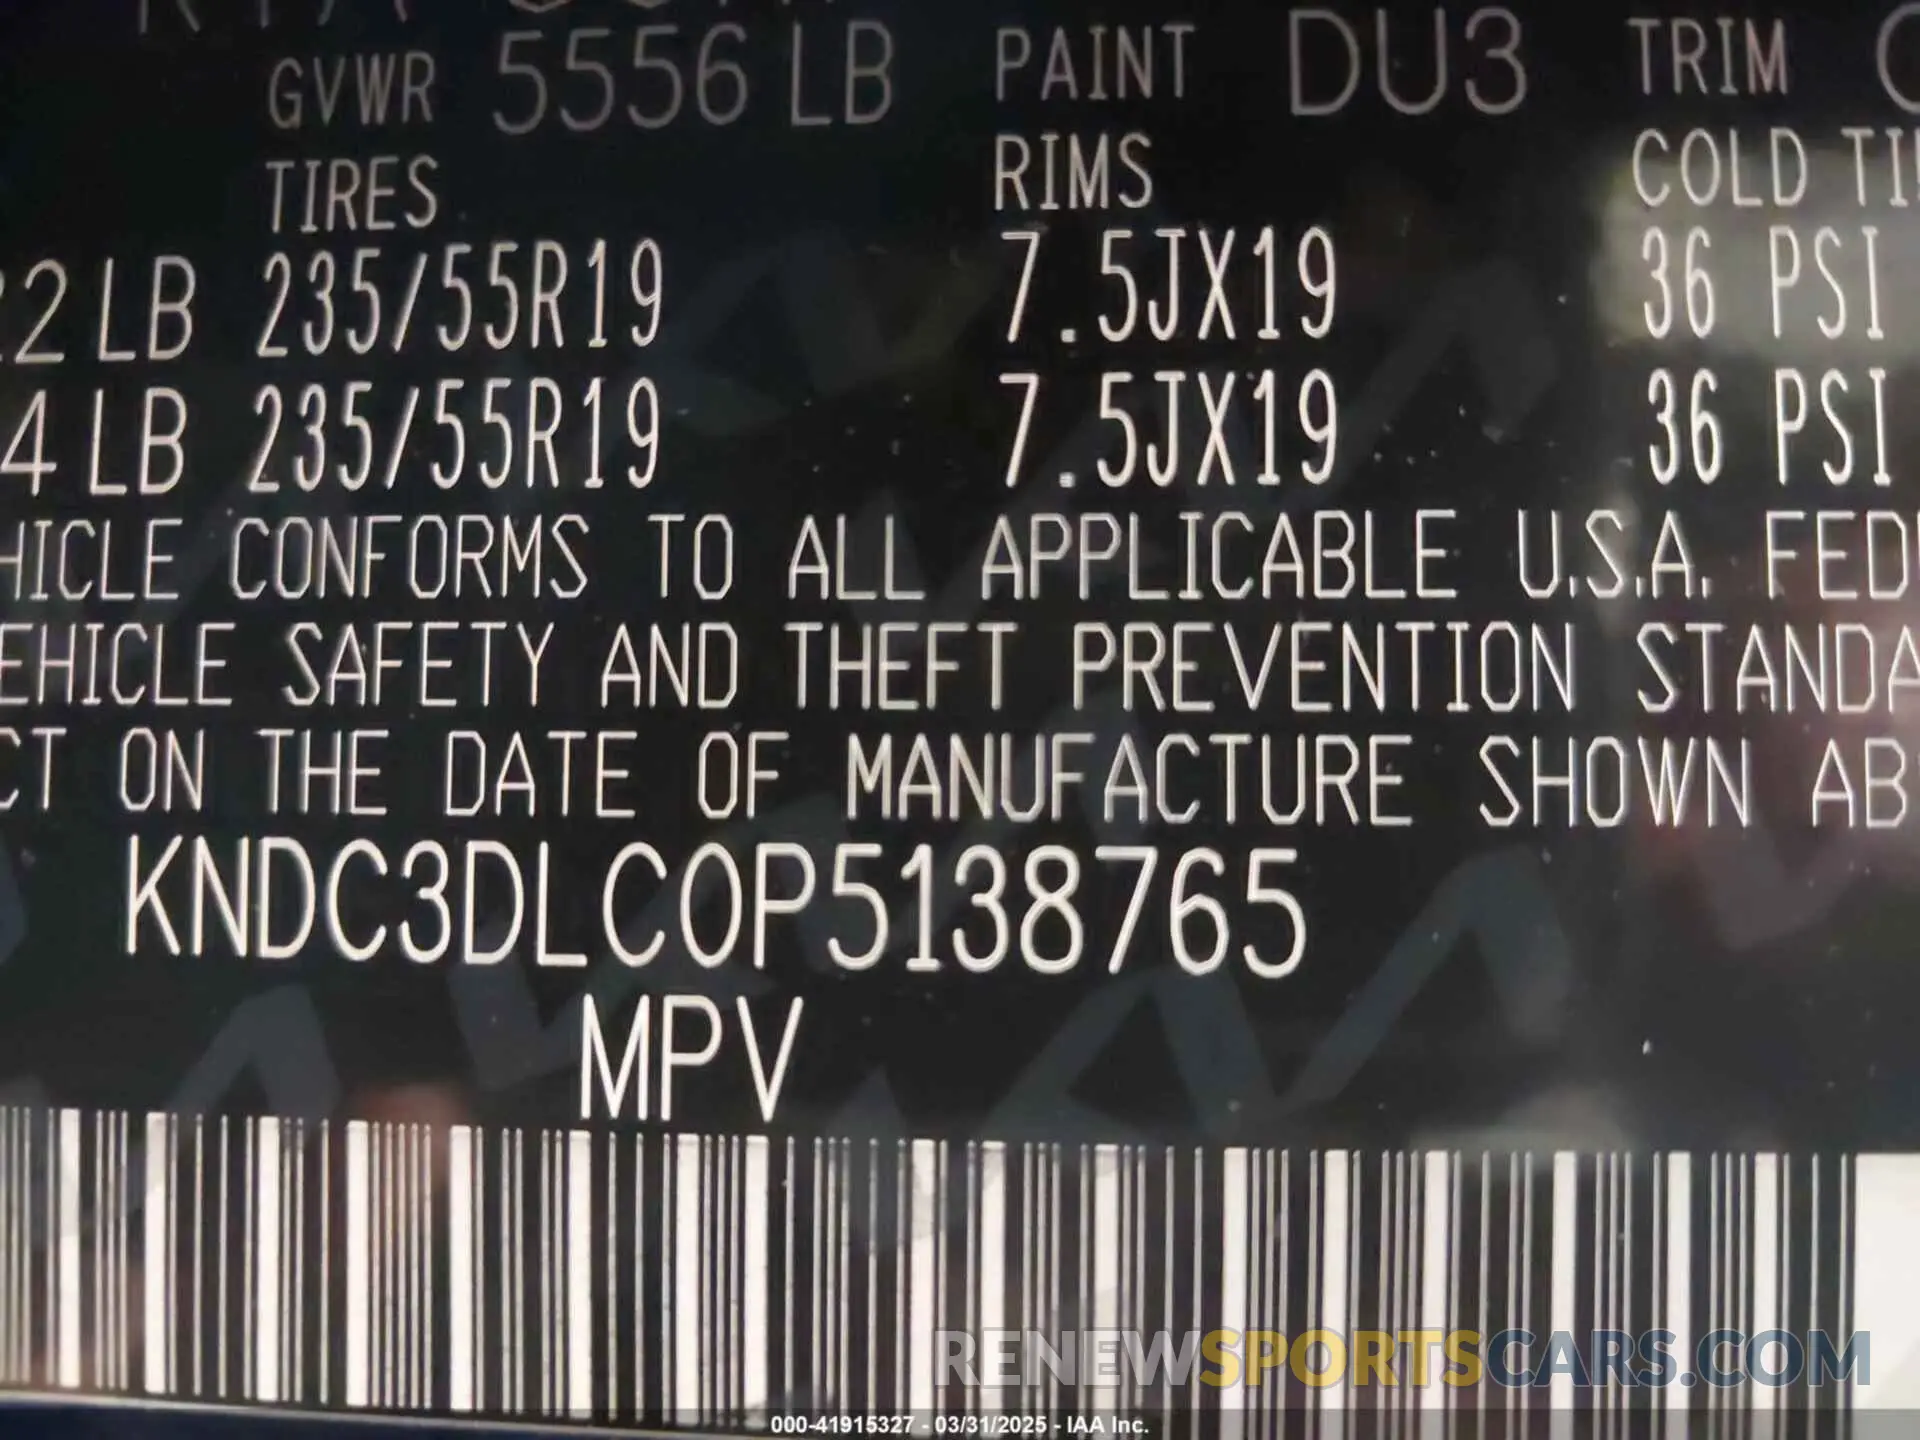 GVWR 5556 LB PAINT DU3 TRIM
TIRES RIMS COLD
2 LB 235/55R19 7.5JX19 36 PSI
4 LB 235/55R19 7.5JX19 36 PSI
HICLE CONFORMS TO ALL APPLICABLE U.S.A. FED
EHICLE SAFETY AND THEFT PREVENTION STANDA
CT ON THE DATE OF MANUFACTURE SHOWN AB
KNDC3DLC0P5138765
MPV
RENEWSPORTSCARS.COM
000-41915327 - 03/31/2025 - IAA Inc.